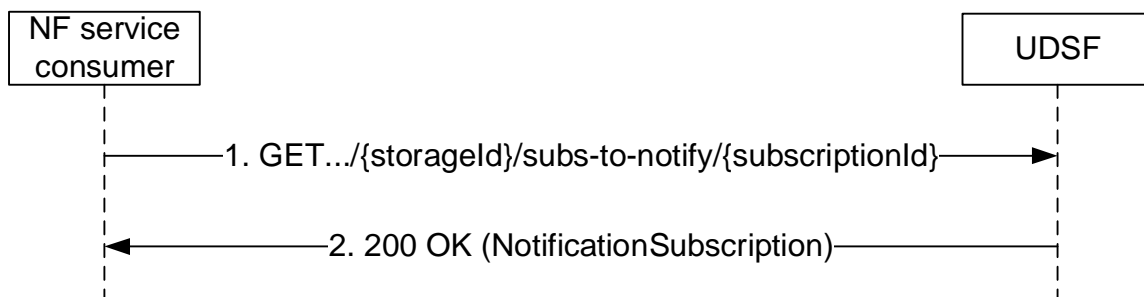 NF service
consumer
UDSF
1. GET.../{storageId}/subs-to-notify/{subscriptionId}
2. 200 OK (NotificationSubscription)